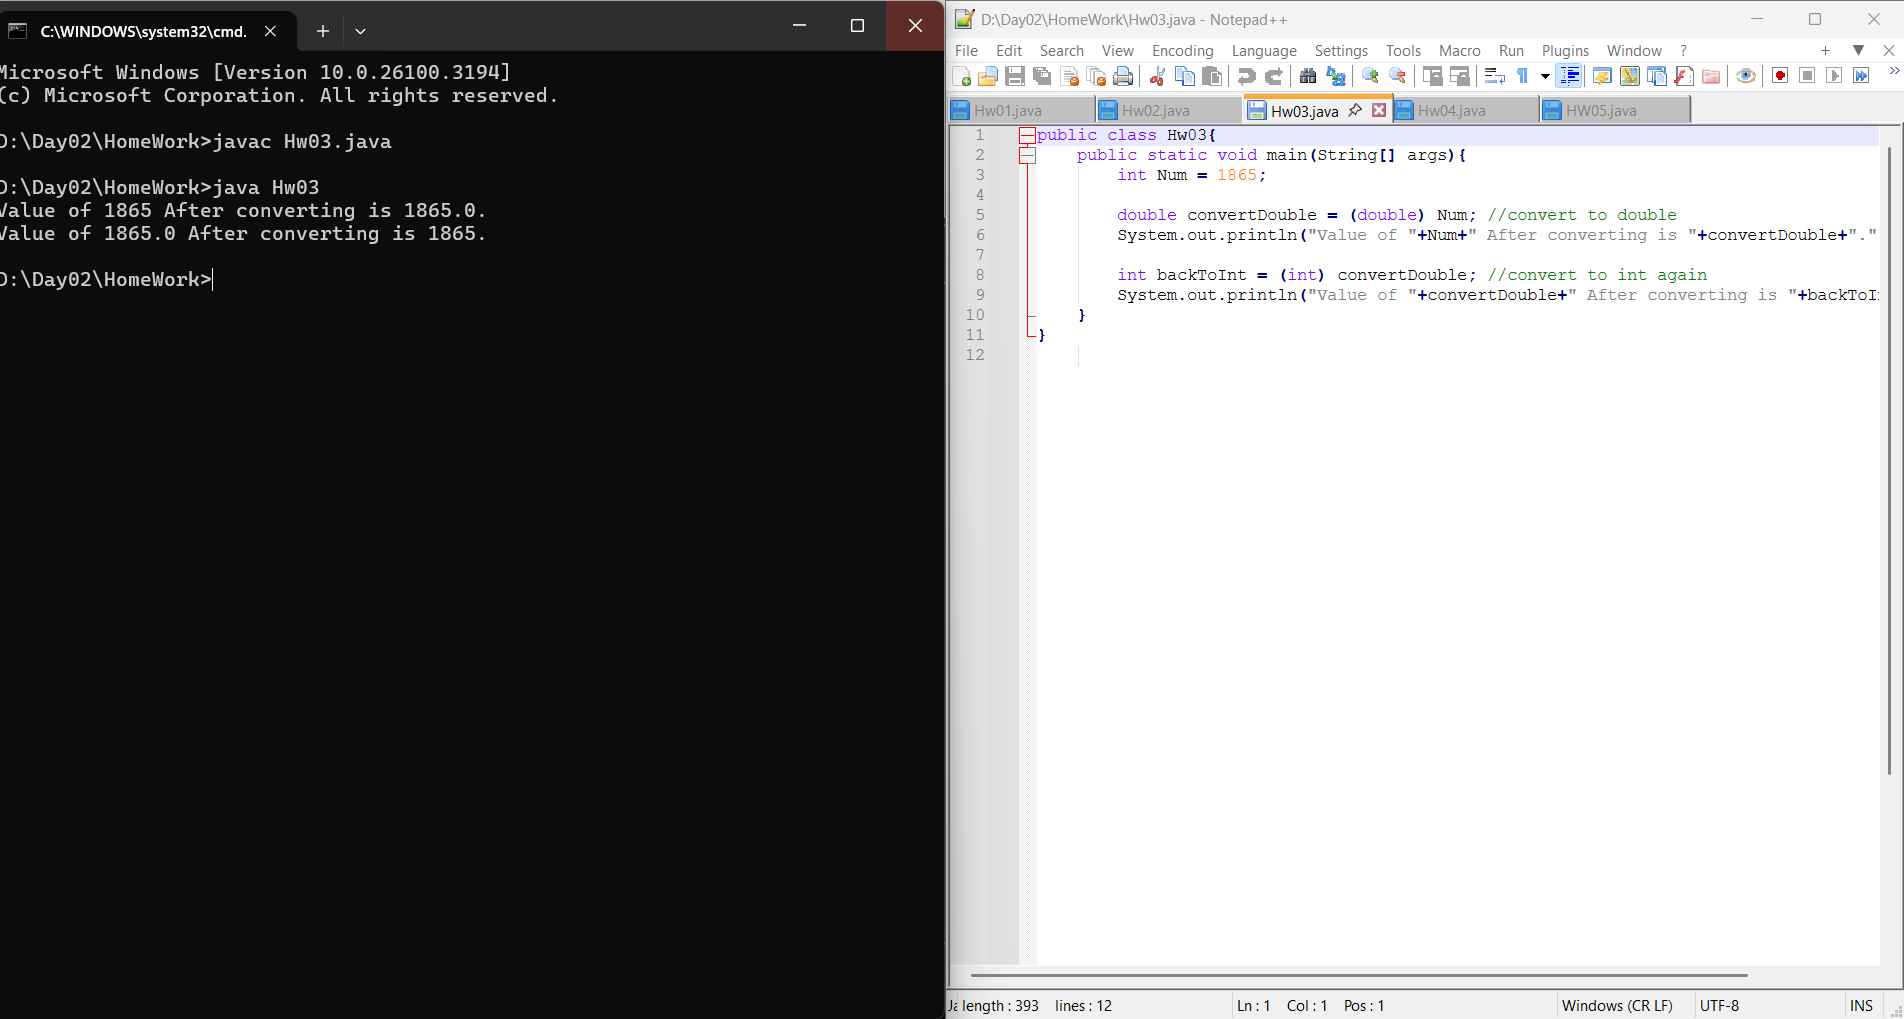 C:\WINDOWS\system32\cmd.
Microsoft Windows [Version 10.0.26100.3194]
(c) Microsoft Corporation. All rights reserved.
D:\Day02\HomeWork>javac Hw03.java
D:\Day02\HomeWork>java Hw03
Value of 1865 After converting is 1865.0.
Value of 1865.0 After converting is 1865.
D:\Day02\HomeWork>
D:\Day02\HomeWork\Hw03.java - Notepad++
File Edit Search View Encoding Language Settings Tools Macro Run Plugins Window ?
Hw01.java Hw02.java Hw03.java Hw04.java HW05.java
1 public class Hw03{
2 public static void main(String[] args){
3 int Num = 1865;
4
5 double convertDouble = (double) Num; //convert to double
6 System.out.println("Value of "+Num+" After converting is "+convertDouble+"."
7
8 int backToInt = (int) convertDouble; //convert to int again
9 System.out.println("Value of "+convertDouble+" After converting is "+backToI
10 }
11 }
12
Ja length : 393 lines : 12 Ln : 1 Col : 1 Pos : 1 Windows (CR LF) UTF-8 INS